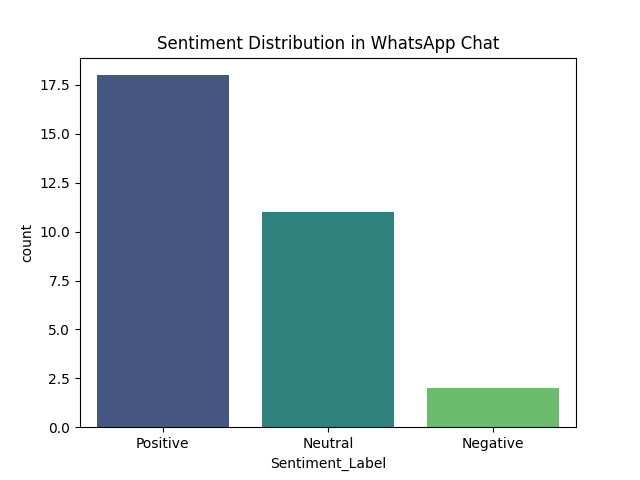 Sentiment Distribution in WhatsApp Chat
17.5
15.0
12.5
10.0
7.5
5.0
2.5
0.0
count
Positive Neutral Negative
Sentiment_Label